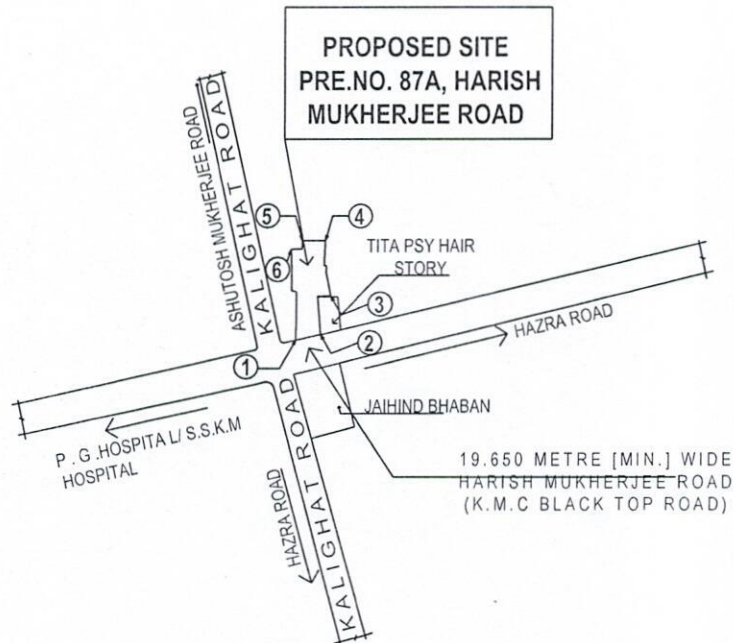 PROPOSED SITE
PRE.NO. 87A, HARISH
MUKHERJEE ROAD
ASHUTOSH MUKHERJEE ROAD
KALIGHAT ROAD
5
4
TITA PSY HAIR
STORY
6
3
HAZRA ROAD
1
2
JAIHIND BHABAN
P . G .HOSPITA L/ S.S.K.M
HOSPITAL
19.650 METRE [MIN.] WIDE
HARISH MUKHERJEE ROAD
(K.M.C BLACK TOP ROAD)
HAZRA ROAD
KALIGHAT ROAD